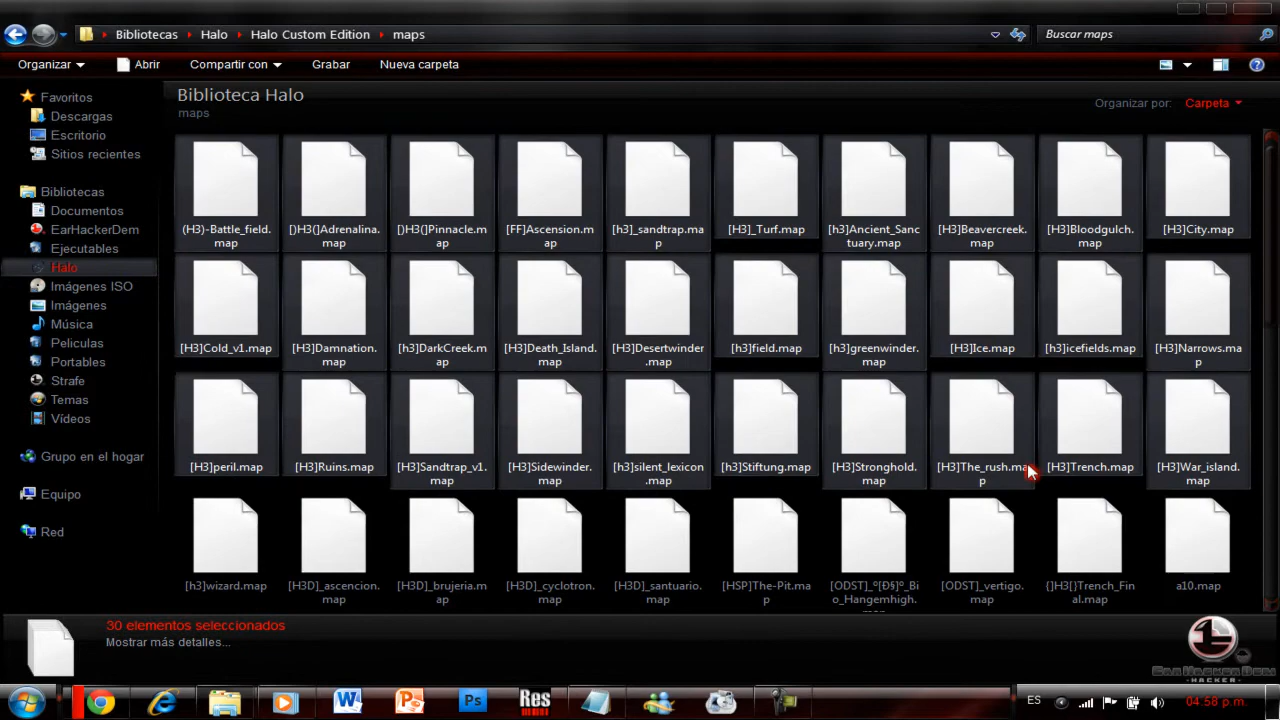 Bibliotecas Halo Halo Custom Edition maps
Buscar maps
Organizar Abrir Compartir con Grabar Nueva carpeta
Favoritos
Descargas
Escritorio
Sitios recientes
Bibliotecas
Documentos
EarHackerDem
Ejecutables
Halo
Imágenes ISO
Imágenes
Música
Peliculas
Portables
Strafe
Temas
Vídeos
Grupo en el hogar
Equipo
Red
Biblioteca Halo
maps
Organizar por: Carpeta
(H3)-Battle_field.
map
[)H3(]Adrenalina.
map
[)H3(]Pinnacle.m
ap
[FF]Ascension.m
ap
[h3]_sandtrap.ma
p
[H3]_Turf.map
[h3]Ancient_Sanc
tuary.map
[H3]Beavercreek.
map
[H3]Bloodgulch.
map
[H3]City.map
[H3]Cold_v1.map
[H3]Damnation.
map
[h3]DarkCreek.m
ap
[H3]Death_Island.
map
[H3]Desertwinder
.map
[h3]field.map
[h3]greenwinder.
map
[H3]Ice.map
[h3]icefields.map
[H3]Narrows.ma
p
[H3]peril.map
[H3]Ruins.map
[H3]Sandtrap_v1.
map
[H3]Sidewinder.
map
[h3]silent_lexicon
.map
[h3]Stiftung.map
[H3]Stronghold.
map
[H3]The_rush.ma
p
[H3]Trench.map
[H3]War_island.
map
[h3]wizard.map
[H3D]_ascencion.
map
[H3D]_brujeria.m
ap
[H3D]_cyclotron.
map
[H3D]_santuario.
map
[HSP]The-Pit.ma
p
[ODST]_º[Ð§]º_Bi
o_Hangemhigh.
[ODST]_vertigo.
map
{]H3[}Trench_Fin
al.map
a10.map
30 elementos seleccionados
Mostrar más detalles...
EarHackerDem
HACKER
W P Ps Res
ES 04:58 p.m.